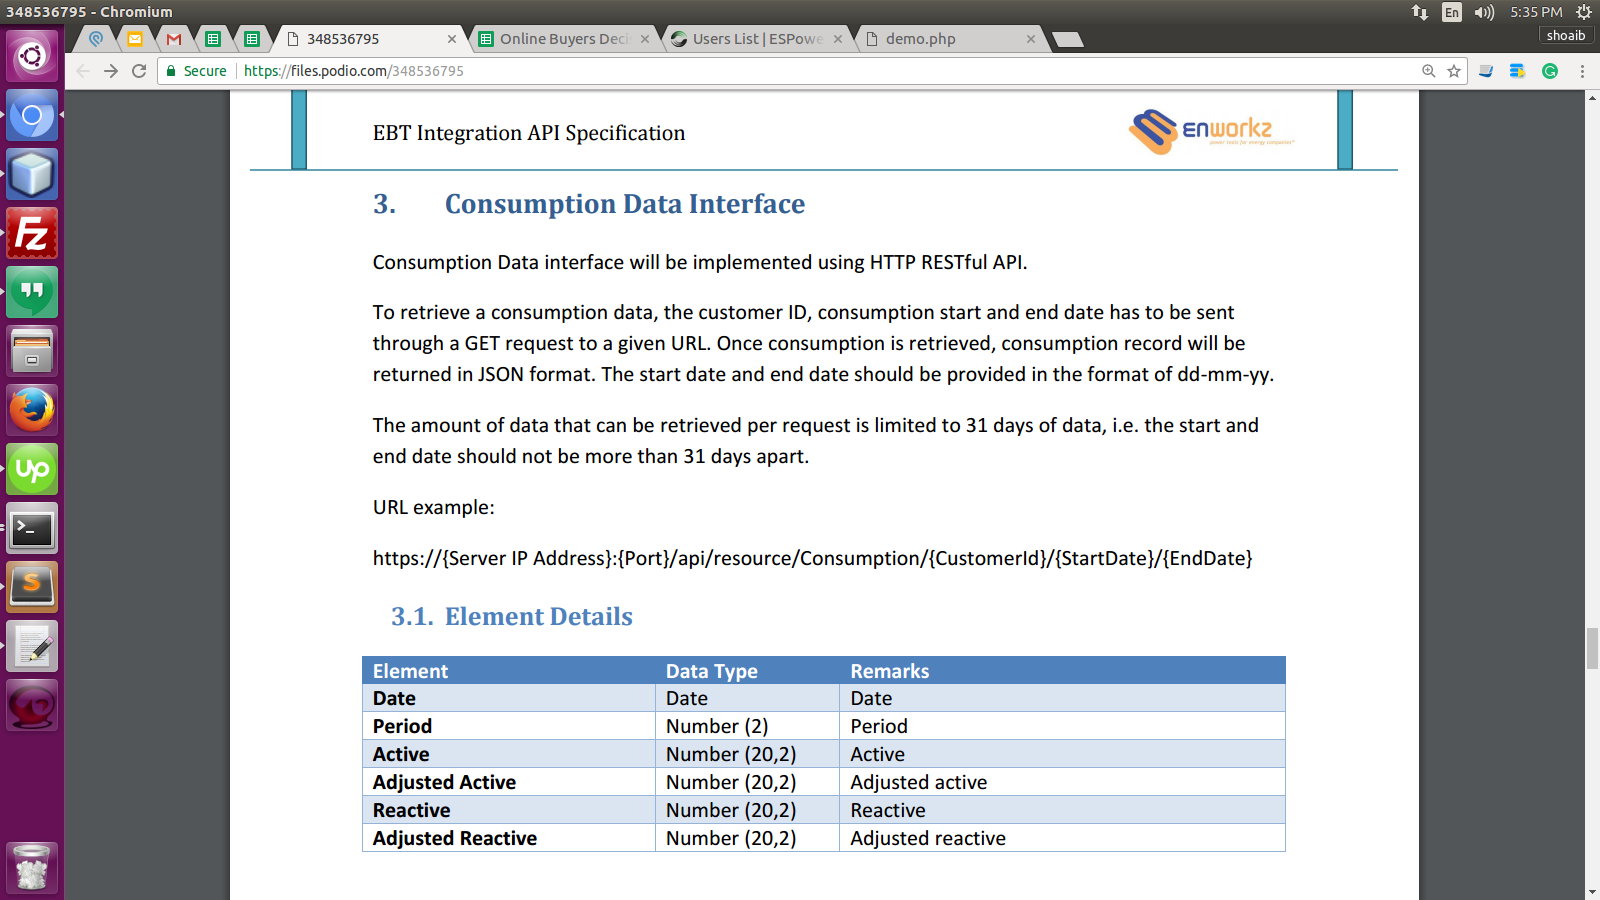 348536795 - Chromium
En
5:35 PM
shoaib
348536795
Online Buyers Deci
Users List | ESPowe
demo.php
Secure
https://files.podio.com/348536795
EBT Integration API Specification
enworkz
power tools for energy companies
3. Consumption Data Interface
Consumption Data interface will be implemented using HTTP RESTful API.
To retrieve a consumption data, the customer ID, consumption start and end date has to be sent
through a GET request to a given URL. Once consumption is retrieved, consumption record will be
returned in JSON format. The start date and end date should be provided in the format of dd-mm-yy.
The amount of data that can be retrieved per request is limited to 31 days of data, i.e. the start and
end date should not be more than 31 days apart.
URL example:
https://{Server IP Address}:{Port}/api/resource/Consumption/{CustomerId}/{StartDate}/{EndDate}
3.1. Element Details
Element Data Type Remarks
Date Date Date
Period Number (2) Period
Active Number (20,2) Active
Adjusted Active Number (20,2) Adjusted active
Reactive Number (20,2) Reactive
Adjusted Reactive Number (20,2) Adjusted reactive